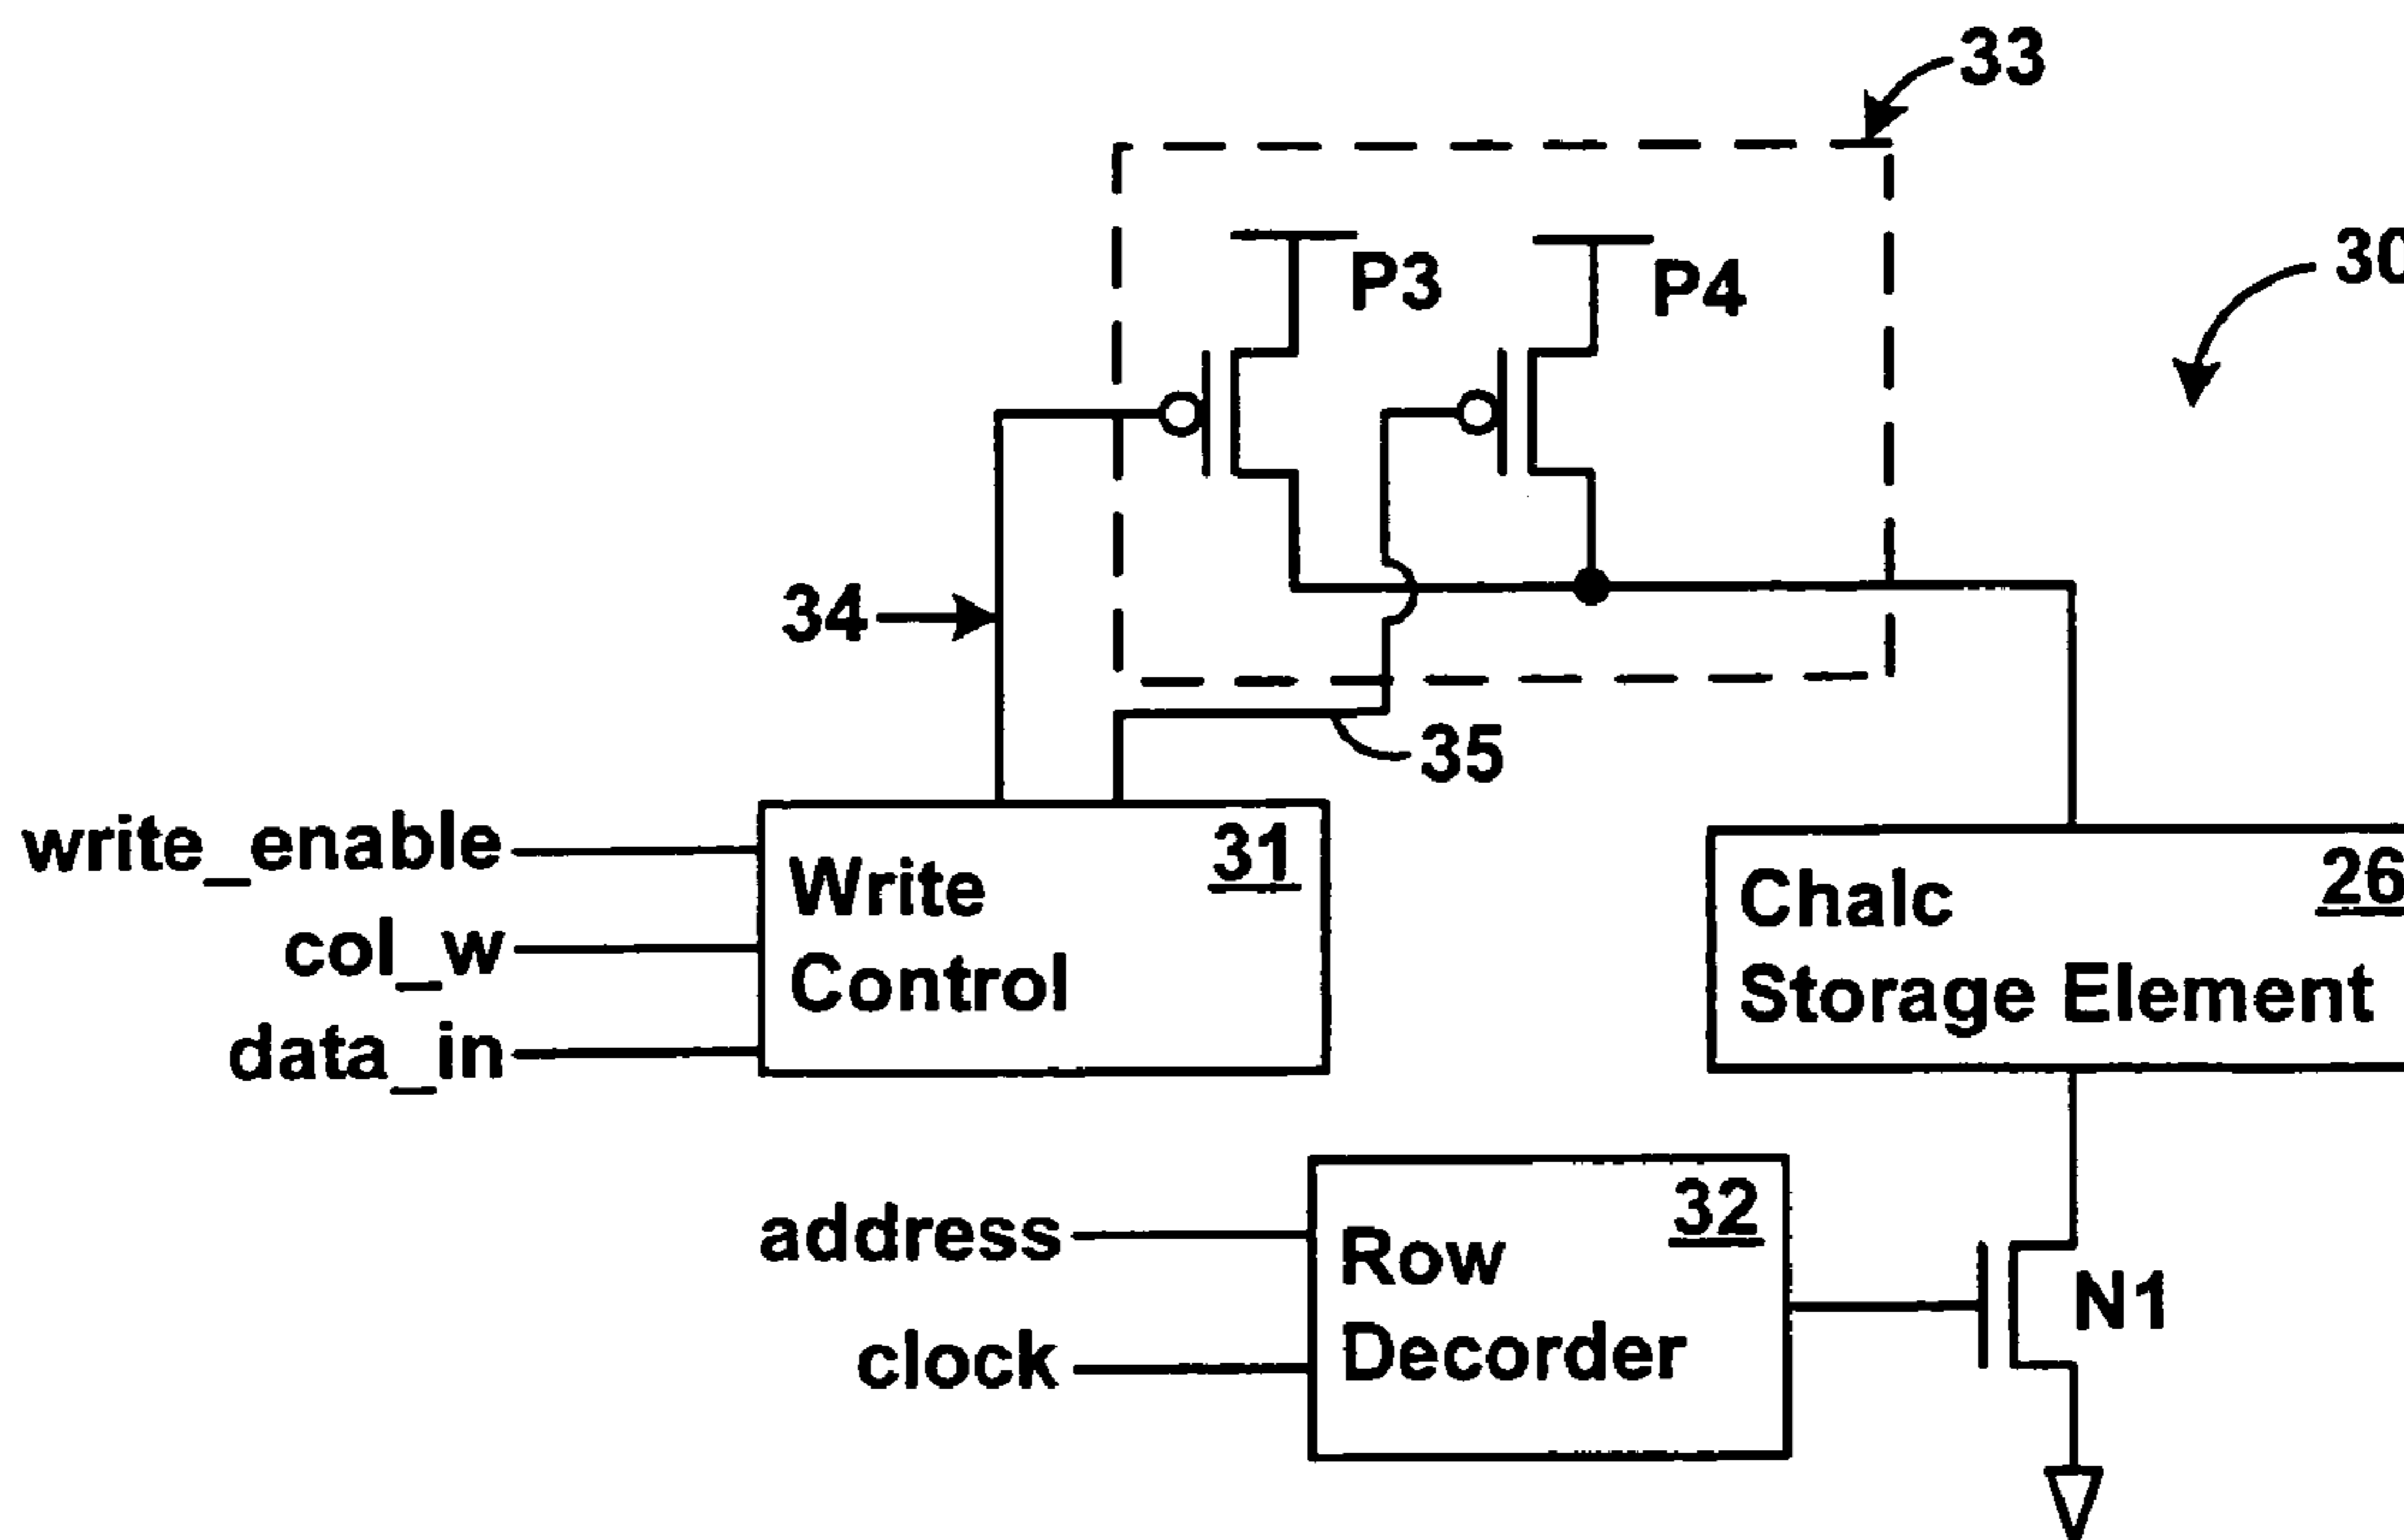 33
30
P3
P4
34
35
write_enable
col_w
data_in
31
Write
Control
26
Chalc
Storage Element
address
clock
32
Row
Decorder
N1